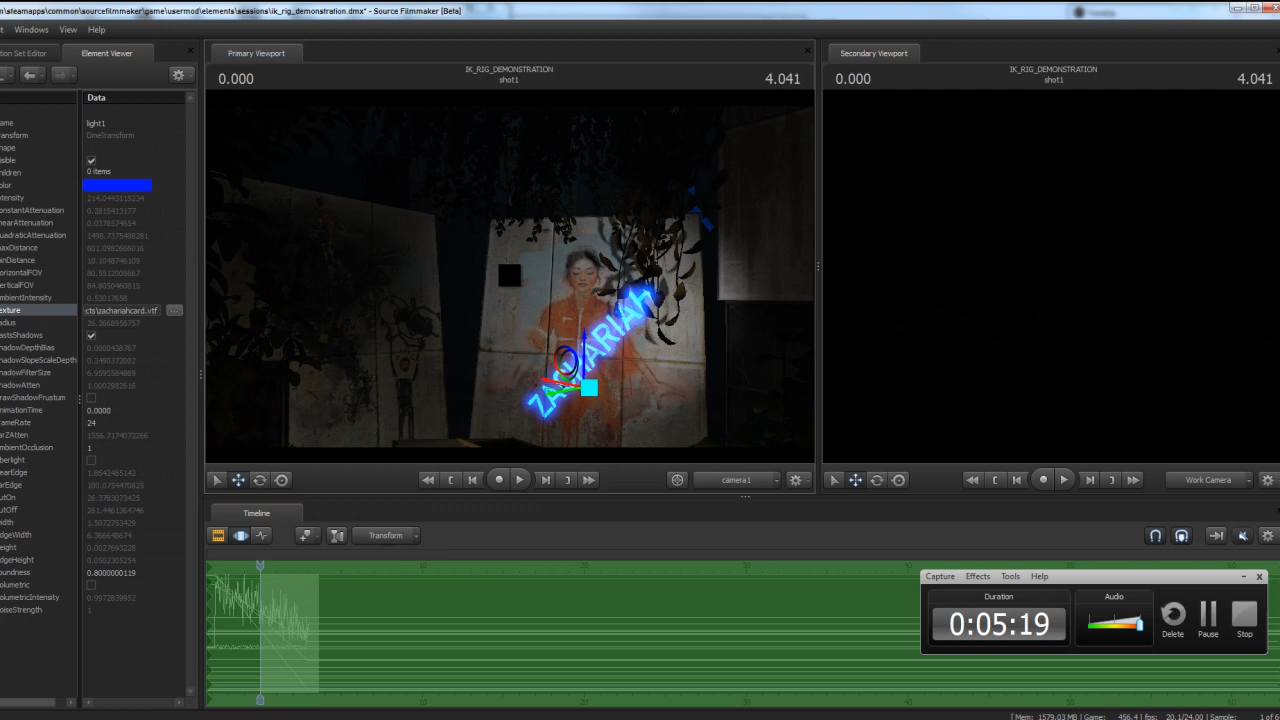 m\steamapps\common\sourcefilmmaker\game\usermod\elements\sessions\ik_rig_demonstration.dmx* - Source Filmmaker [Beta]
Windows View Help
Element Viewer
Primary Viewport
Secondary Viewport
0.000
IK_RIG_DEMONSTRATION
shot1
4.041
0.000
IK_RIG_DEMONSTRATION
shot1
4.041
Data
ame light1
ransform DmeTransform
hape
isible
hildren 0 items
olor
ntensity 214.0443115234
onstantAttenuation 0.2815413177
nearAttenuation 0.0378574654
uadraticAttenuation 1498.7375488281
axDistance 601.0982666016
inDistance 10.1048746109
orizontalFOV 80.5512008667
erticalFOV 84.8050460815
mbientIntensity 0.53017658
exture cts\zachariahcard.vtf ...
adius 26.3668956757
astsShadows
hadowDepthBias 0.0000438767
hadowSlopeScaleDepth 0.3490372002
hadowFilterSize 6.9595584869
hadowAtten 1.0002982616
rawShadowFrustum
nimationTime 0.0000
rameRate 24
arZAtten 1556.7174072266
mbientOcclusion 1
berlight
earEdge 1.8642485142
arEdge 100.0754470825
utOn 26.3783073425
utOff 261.4461364746
idth 1.5072753429
dgeWidth 6.366648674
eight 0.0027693228
dgeHeight 0.0502305254
oundness 0.8000000119
olumetric
olumetricIntensity 0.9972839952
oiseStrength 1
ZACHARIAH
camera1
Work Camera
Timeline
Transform
Capture Effects Tools Help
Duration
Audio
0:05:19
Delete
Pause
Stop
[ Mem: 1579.03 MB | Game: 456.4 | fps: 20.1/24.00 | Sample: 1 of 6